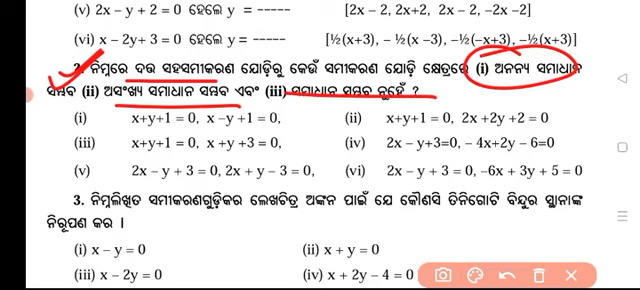 (v) 2x – y + 2 = 0 ହେଲେ y = ----- [2x – 2, 2x+2, 2x – 2, –2x –2]
(vi) x – 2y+ 3 = 0 ହେଲେ y = ----- [½(x+3), – ½(x –3), –½(–x+3), –½(x+3)]
2. ନିମ୍ନରେ ଦତ୍ତ ସହସମୀକରଣ ଯୋଡ଼ିରୁ କେଉଁ ସମୀକରଣ ଯୋଡ଼ି କ୍ଷେତ୍ରରେ (i) ଅନନ୍ୟ ସମାଧାନ
ସମ୍ଭବ (ii) ଅସଂଖ୍ୟ ସମାଧାନ ସମ୍ଭବ ଏବଂ (iii) ସମାଧାନ ସମ୍ଭବ ନୁହେଁ ?
(i) x+y+1 = 0, x –y +1 = 0, (ii) x+y+1 = 0, 2x +2y +2 = 0
(iii) x+y+1 = 0, x +y +3 = 0, (iv) 2x – y+3=0, – 4x+2y – 6=0
(v) 2x – y + 3 = 0, 2x + y – 3 = 0, (vi) 2x – y + 3 = 0, –6x + 3y + 5 = 0
3. ନିମ୍ନଲିଖିତ ସମୀକରଣଗୁଡ଼ିକର ଲେଖଚିତ୍ର ଅଙ୍କନ ପାଇଁ ଯେ କୌଣସି ତିନିଗୋଟି ବିନ୍ଦୁର ସ୍ଥାନାଙ୍କ
ନିରୂପଣ କର ।
(i) x – y = 0 (ii) x + y = 0
(iii) x – 2y = 0 (iv) x + 2y – 4 = 0